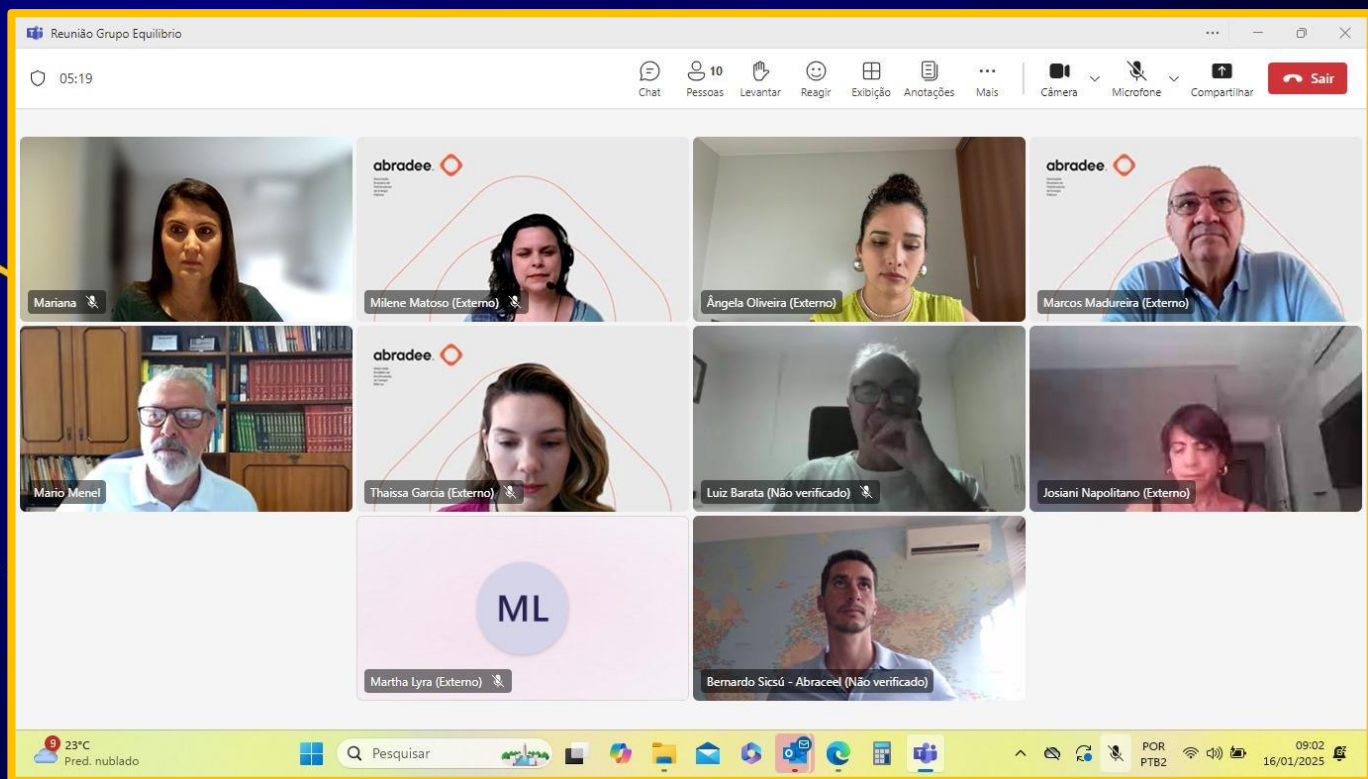 Reunião Grupo Equilibrio
05:19
10
Chat
Pessoas
Levantar
Reagir
Exibição
Anotações
Mais
Câmera
Microfone
Compartilhar
Sair
Mariana
abradee.
Milene Matoso (Externo)
Ângela Oliveira (Externo)
abradee.
Marcos Madureira (Externo)
Mario Menel
abradee.
Thaissa Garcia (Externo)
Luiz Barata (Não verificado)
Josiani Napolitano (Externo)
ML
Martha Lyra (Externo)
Bernardo Sicsú - Abraceel (Não verificado)
9
23°C
Pred. nublado
Pesquisar
POR
PTB2
09:02
16/01/2025